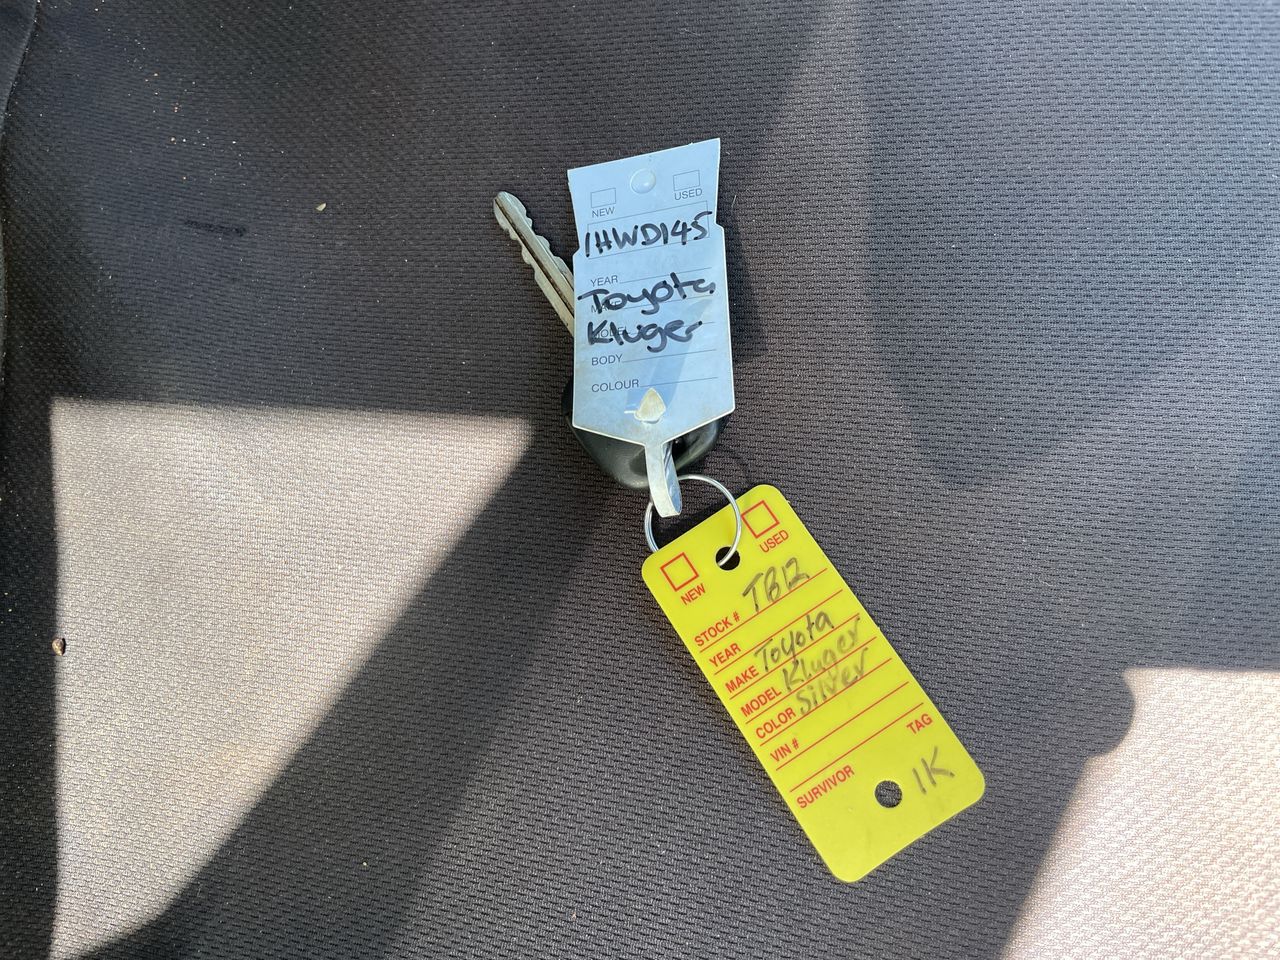 NEW USED
1HWD145
YEAR
Toyota
Kluger
BODY
COLOUR
NEW USED
STOCK # TB12
YEAR
MAKE Toyota
MODEL Kluger
COLOR Silver
VIN #
SURVIVOR TAG
1K